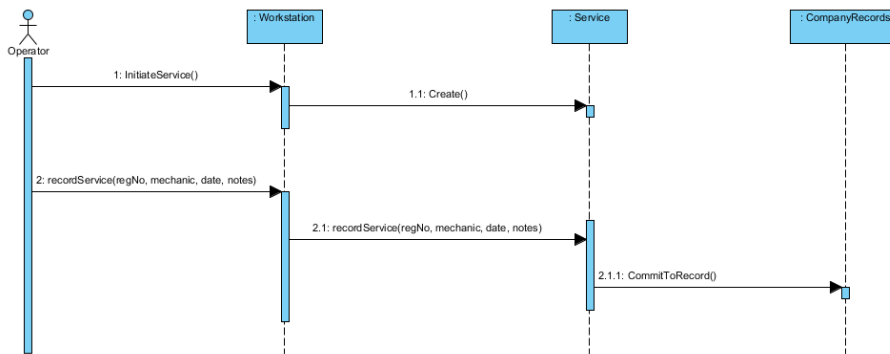 : Workstation
: Service
: CompanyRecords
Operator
1: InitiateService()
1.1: Create()
2: recordService(regNo, mechanic, date, notes)
2.1: recordService(regNo, mechanic, date, notes)
2.1.1: CommitToRecord()